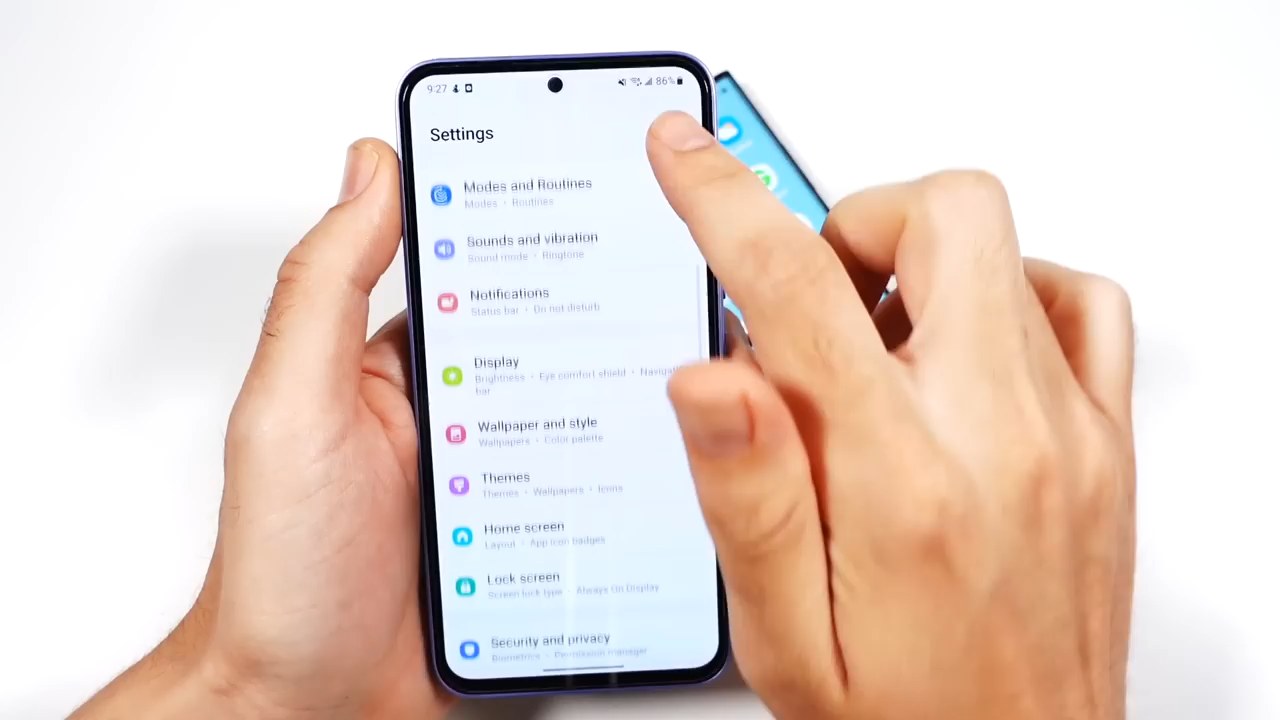 9:27 86%
Settings
Modes and Routines
Modes • Routines
Sounds and vibration
Sound mode • Ringtone
Notifications
Status bar • Do not disturb
Display
Brightness • Eye comfort shield •
bar
Wallpaper and style
Wallpapers • Color palette
Themes
Themes • Wallpapers • Icons
Home screen
Layout • App icon badges
Lock screen
Screen lock type • Always On Display
Security and privacy
Biometrics • Permission manager